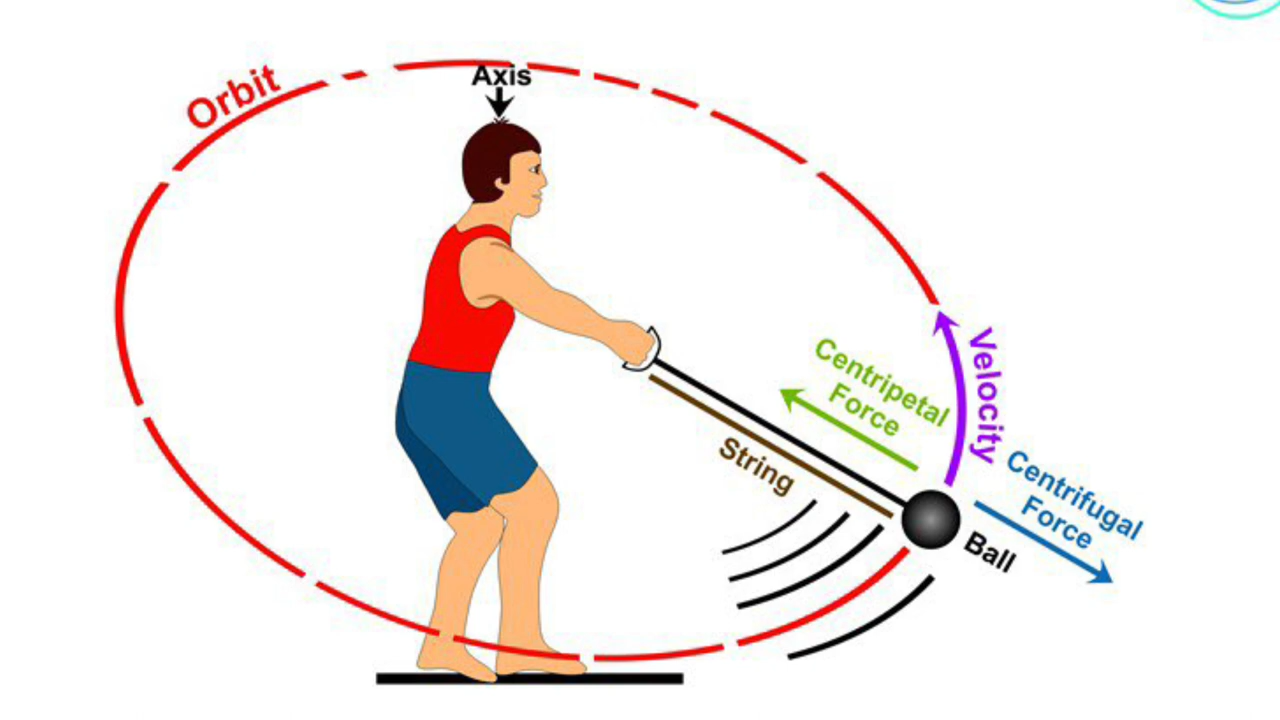 Axis
Orbit
Centripetal
Force
Velocity
String
Centrifugal
Force
Ball